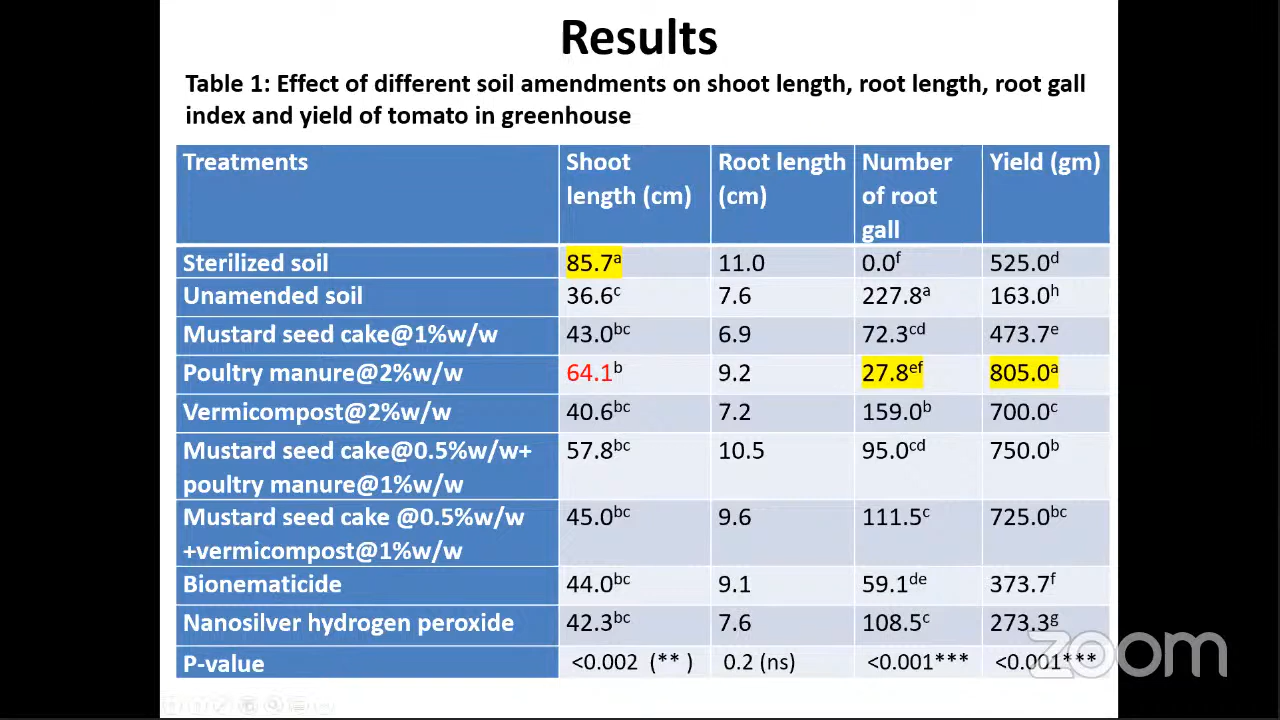 Results
Table 1: Effect of different soil amendments on shoot length, root length, root gall
index and yield of tomato in greenhouse
Treatments Shoot length (cm) Root length (cm) Number of root gall Yield (gm)
Sterilized soil 85.7a 11.0 0.0f 525.0d
Unamended soil 36.6c 7.6 227.8a 163.0h
Mustard seed cake@1%w/w 43.0bc 6.9 72.3cd 473.7e
Poultry manure@2%w/w 64.1b 9.2 27.8ef 805.0a
Vermicompost@2%w/w 40.6bc 7.2 159.0b 700.0c
Mustard seed cake@0.5%w/w+ poultry manure@1%w/w 57.8bc 10.5 95.0cd 750.0b
Mustard seed cake @0.5%w/w +vermicompost@1%w/w 45.0bc 9.6 111.5c 725.0bc
Bionematicide 44.0bc 9.1 59.1de 373.7f
Nanosilver hydrogen peroxide 42.3bc 7.6 108.5c 273.3g
P-value <0.002 (** ) 0.2 (ns) <0.001*** <0.001***
zoom